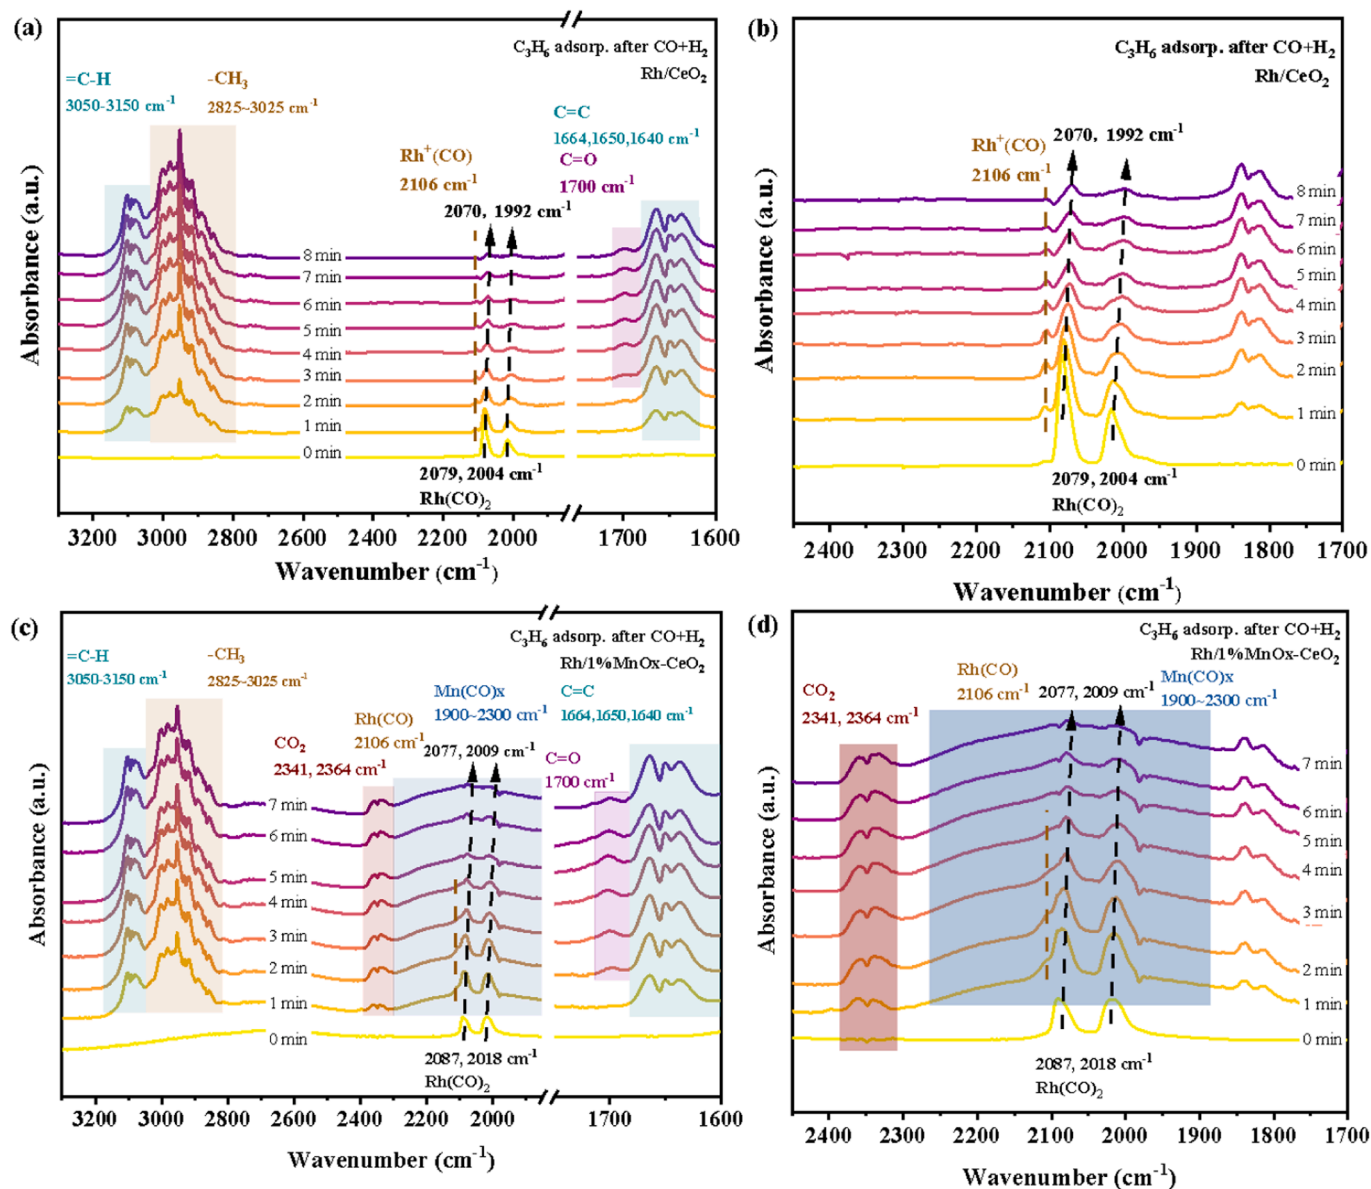 (a)
C₃H₆ adsorp. after CO+H₂
Rh/CeO₂
=C-H
3050-3150 cm⁻¹
-CH₃
2825~3025 cm⁻¹
C=C
1664,1650,1640 cm⁻¹
Rh⁺(CO)
2106 cm⁻¹
C=O
1700 cm⁻¹
2070, 1992 cm⁻¹
8 min
7 min
6 min
5 min
4 min
3 min
2 min
1 min
0 min
2079, 2004 cm⁻¹
Rh(CO)₂
Absorbance (a.u.)
3200 3000 2800 2600 2400 2200 2000 1700 1600
Wavenumber (cm⁻¹)
(b)
C₃H₆ adsorp. after CO+H₂
Rh/CeO₂
2070, 1992 cm⁻¹
Rh⁺(CO)
2106 cm⁻¹
8 min
7 min
6 min
5 min
4 min
3 min
2 min
1 min
0 min
2079, 2004 cm⁻¹
Rh(CO)₂
Absorbance (a.u.)
2400 2300 2200 2100 2000 1900 1800 1700
Wavenumber (cm⁻¹)
(c)
C₃H₆ adsorp. after CO+H₂
Rh/1%MnOx-CeO₂
=C-H
3050-3150 cm⁻¹
-CH₃
2825~3025 cm⁻¹
Mn(CO)x
1900~2300 cm⁻¹
C=C
1664,1650,1640 cm⁻¹
Rh(CO)
2106 cm⁻¹
CO₂
2341, 2364 cm⁻¹
2077, 2009 cm⁻¹
C=O
1700 cm⁻¹
7 min
6 min
5 min
4 min
3 min
2 min
1 min
0 min
2087, 2018 cm⁻¹
Rh(CO)₂
Absorbance (a.u.)
3200 3000 2800 2600 2400 2200 2000 1700 1600
Wavenumber (cm⁻¹)
(d)
C₃H₆ adsorp. after CO+H₂
Rh/1%MnOx-CeO₂
Rh(CO)
2106 cm⁻¹
Mn(CO)x
1900~2300 cm⁻¹
CO₂
2341, 2364 cm⁻¹
2077, 2009 cm⁻¹
7 min
6 min
5 min
4 min
3 min
2 min
1 min
0 min
2087, 2018 cm⁻¹
Rh(CO)₂
Absorbance (a.u.)
2400 2300 2200 2100 2000 1900 1800 1700
Wavenumber (cm⁻¹)